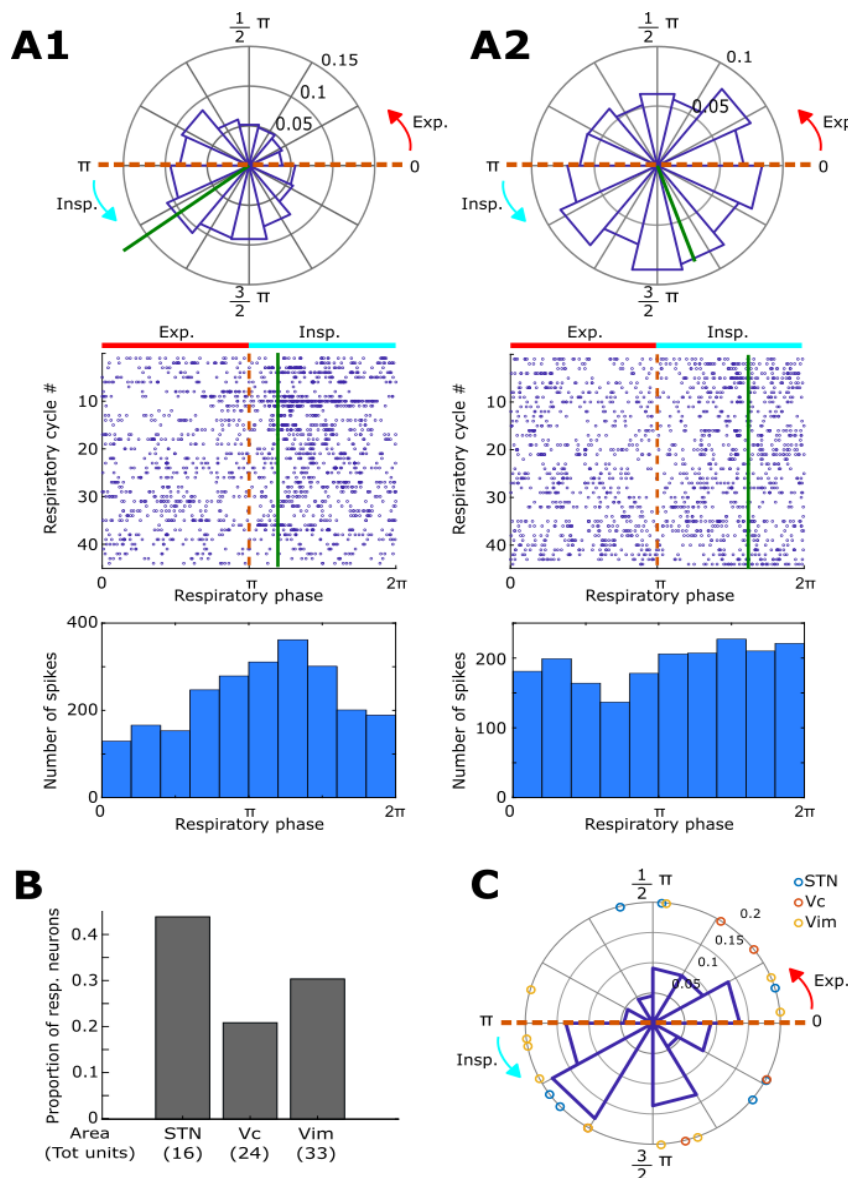 A1
1/2 π
0.15
0.1
0.05
Exp.
π
0
Insp.
3/2 π
A2
1/2 π
0.1
0.05
Exp.
π
0
Insp.
3/2 π
Exp. Insp.
Respiratory cycle #
10
20
30
40
0 π 2π
Respiratory phase
Exp. Insp.
Respiratory cycle #
10
20
30
40
0 π 2π
Respiratory phase
Number of spikes
400
200
0
0 π 2π
Respiratory phase
Number of spikes
200
100
0
0 π 2π
Respiratory phase
B
Proportion of resp. neurons
0.4
0.2
0.4
0
Area STN Vc Vim
(Tot units) (16) (24) (33)
C
1/2 π
STN
Vc
Vim
0.2
0.15
0.1
0.05
Exp.
π
0
Insp.
3/2 π